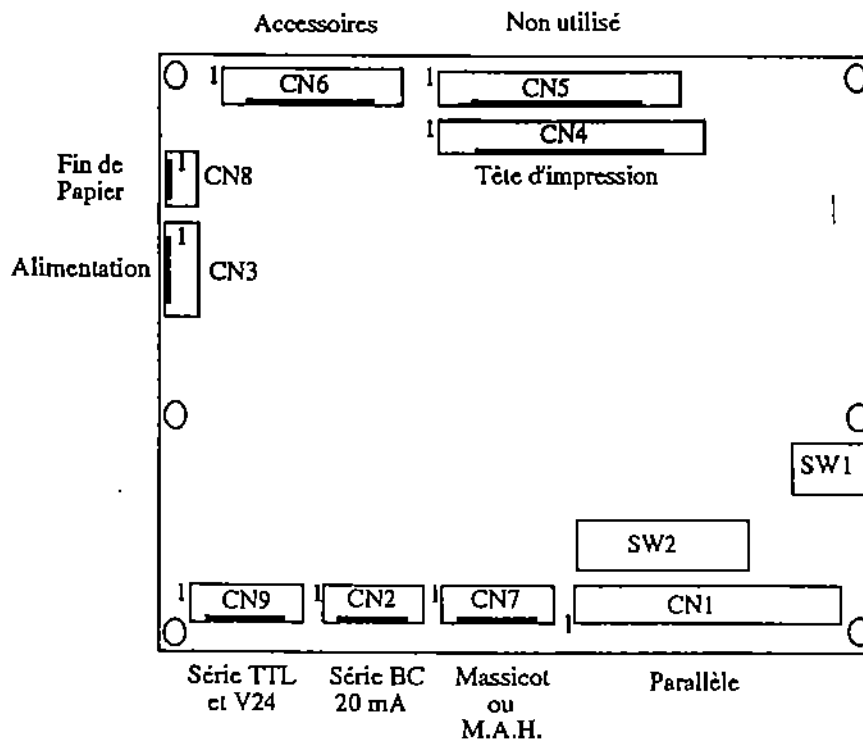 Accessoires Non utilisé
1 CN6 1 CN5
1 CN4
Tête d'impression
Fin de
Papier
1 CN8
Alimentation
1 CN3
SW1
SW2
1 CN9 1 CN2 1 CN7 1 CN1
Série TTL
et V24
Série BC
20 mA
Massicot
ou
M.A.H.
Parallèle